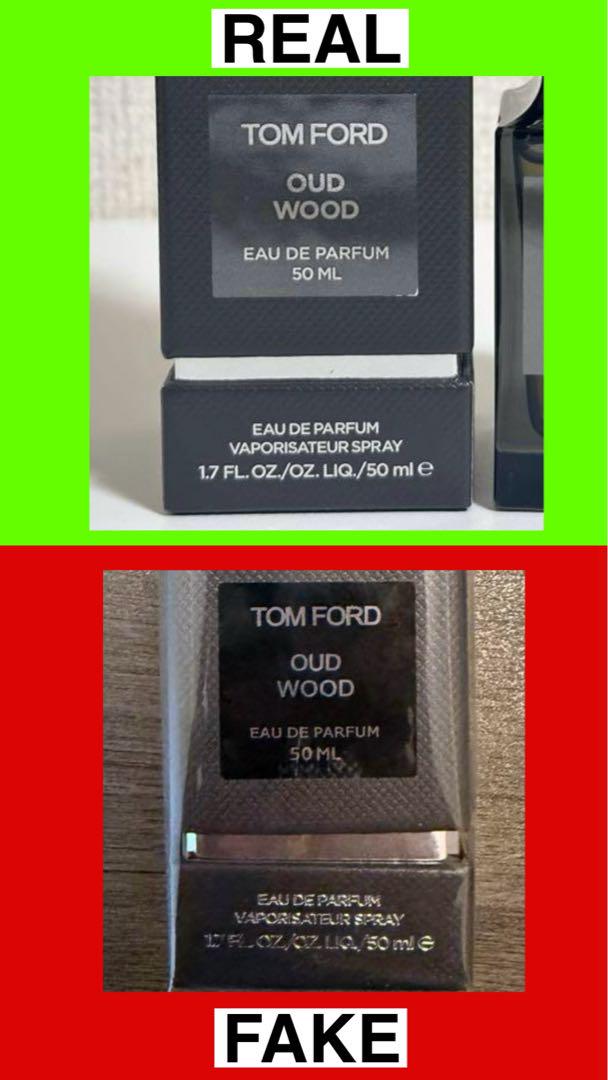 REAL
TOM FORD
OUD
WOOD
EAU DE PARFUM
50 ML
EAU DE PARFUM
VAPORISATEUR SPRAY
1.7 FL. OZ./OZ. LIQ./50 ml e
TOM FORD
OUD
WOOD
EAU DE PARFUM
50 ML
EAU DE PARFUM
VAPORISATEUR SPRAY
1.7 FL. OZ./OZ. LIQ./50 ml e
FAKE